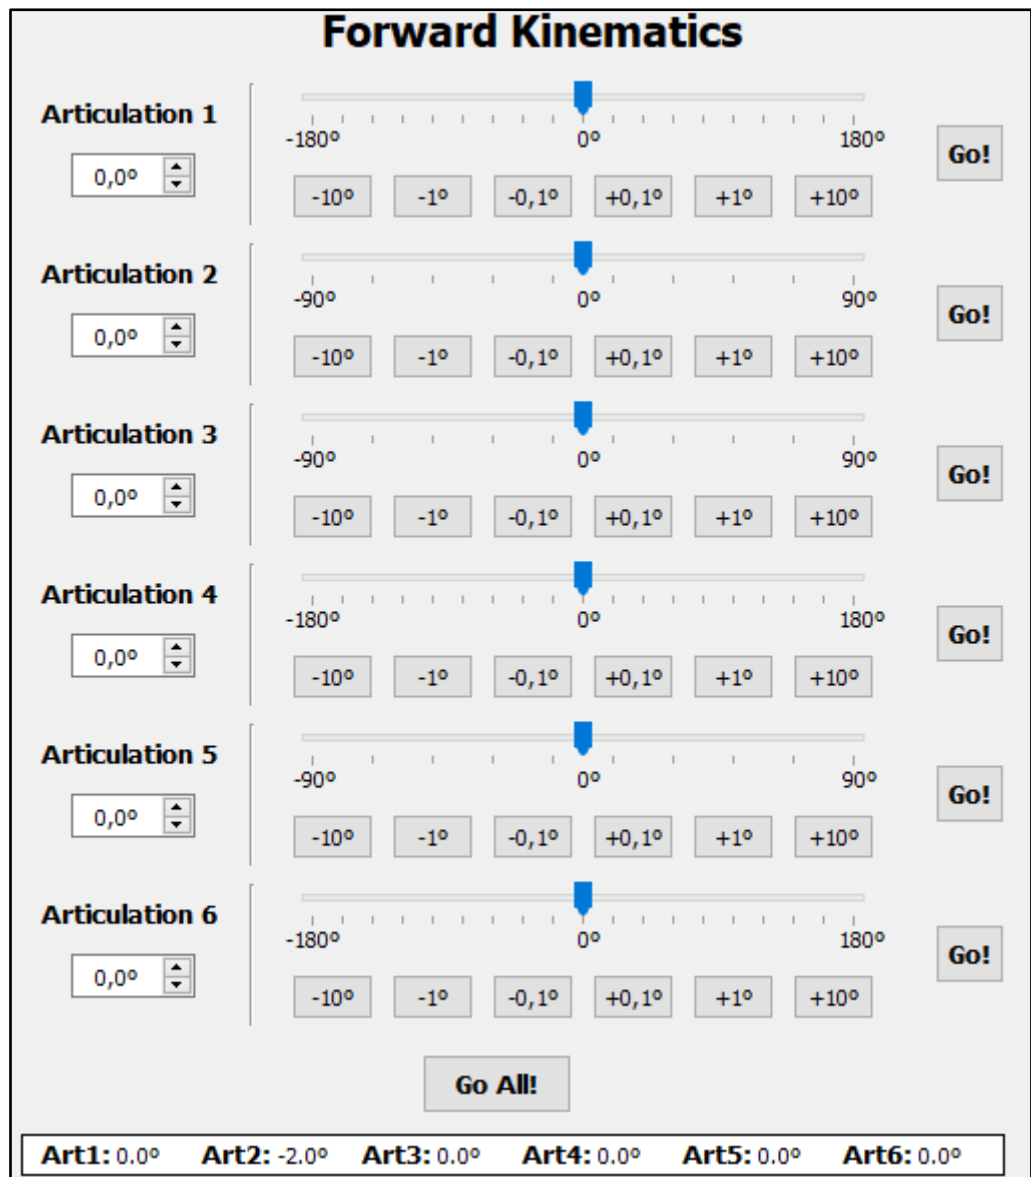 Forward Kinematics
Articulation 1
0,0º
-180º 0º 180º
-10º -1º -0,1º +0,1º +1º +10º
Go!
Articulation 2
0,0º
-90º 0º 90º
-10º -1º -0,1º +0,1º +1º +10º
Go!
Articulation 3
0,0º
-90º 0º 90º
-10º -1º -0,1º +0,1º +1º +10º
Go!
Articulation 4
0,0º
-180º 0º 180º
-10º -1º -0,1º +0,1º +1º +10º
Go!
Articulation 5
0,0º
-90º 0º 90º
-10º -1º -0,1º +0,1º +1º +10º
Go!
Articulation 6
0,0º
-180º 0º 180º
-10º -1º -0,1º +0,1º +1º +10º
Go!
Go All!
Art1: 0.0º Art2: -2.0º Art3: 0.0º Art4: 0.0º Art5: 0.0º Art6: 0.0º